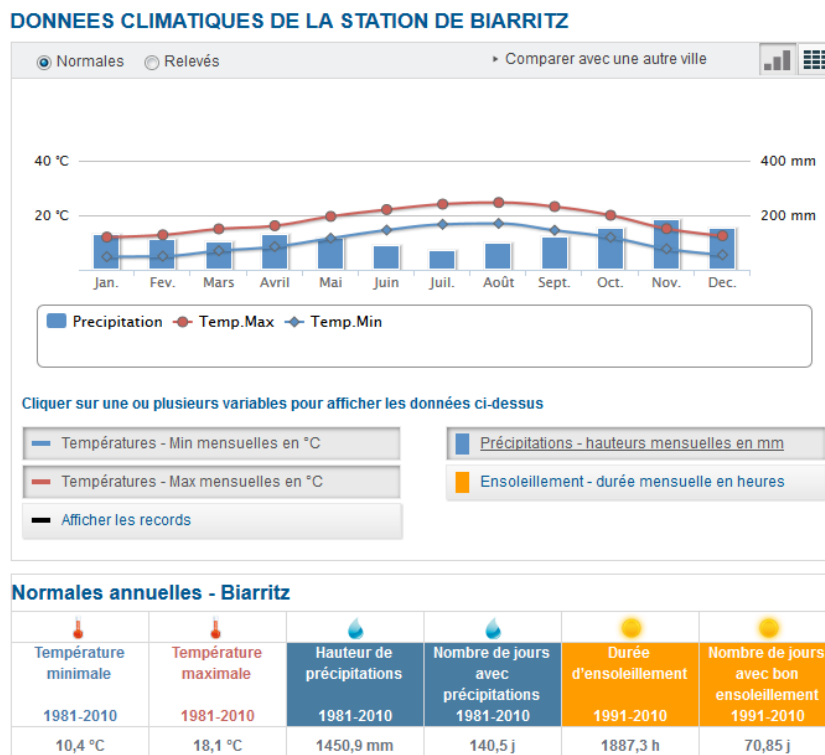 DONNEES CLIMATIQUES DE LA STATION DE BIARRITZ
Normales Relevés Comparer avec une autre ville
40 °C 400 mm
20 °C 200 mm
Jan. Fev. Mars Avril Mai Juin Juil. Août Sept. Oct. Nov. Dec.
Precipitation Temp.Max Temp.Min
Cliquer sur une ou plusieurs variables pour afficher les données ci-dessus
Températures - Min mensuelles en °C Précipitations - hauteurs mensuelles en mm
Températures - Max mensuelles en °C Ensoleillement - durée mensuelle en heures
Afficher les records
Normales annuelles - Biarritz
Température minimale 1981-2010
Température maximale 1981-2010
Hauteur de précipitations 1981-2010
Nombre de jours avec précipitations 1981-2010
Durée d'ensoleillement 1991-2010
Nombre de jours avec bon ensoleillement 1991-2010
10,4 °C 18,1 °C 1450,9 mm 140,5 j 1887,3 h 70,85 j